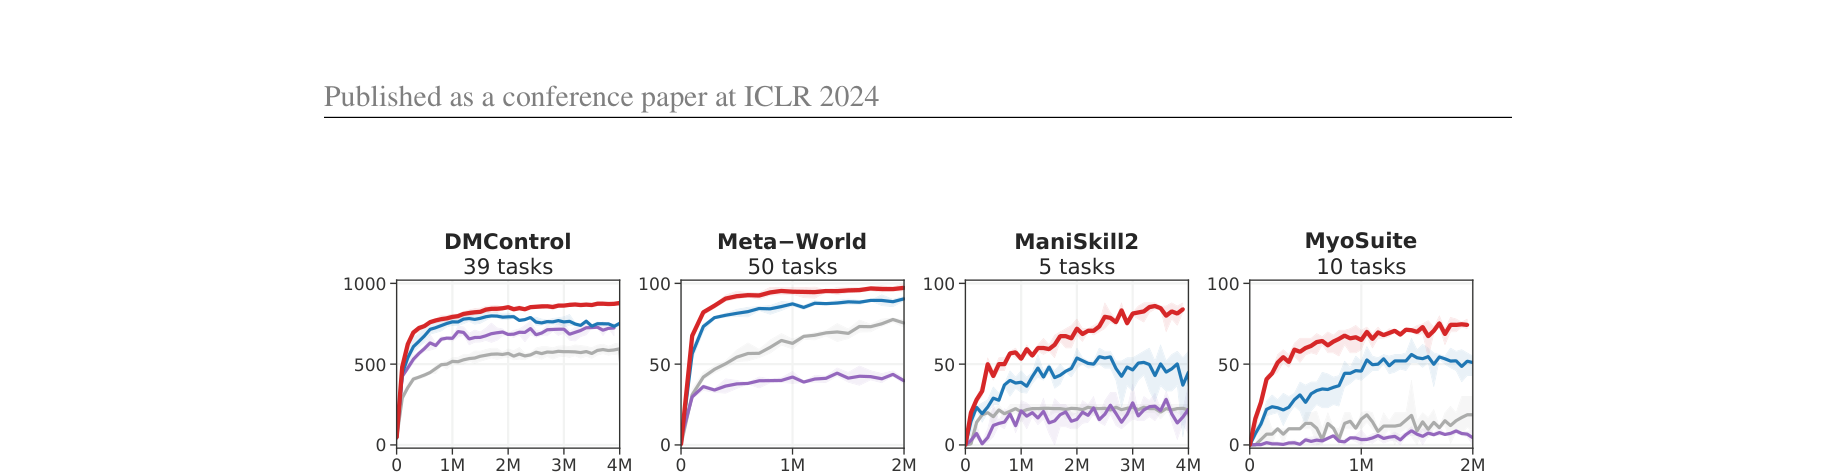 Published as a conference paper at ICLR 2024
DMControl
39 tasks
1000
500
0
0 1M 2M 3M 4M
Meta−World
50 tasks
100
50
0
0 1M 2M
ManiSkill2
5 tasks
100
50
0
0 1M 2M 3M 4M
MyoSuite
10 tasks
100
50
0
0 1M 2M